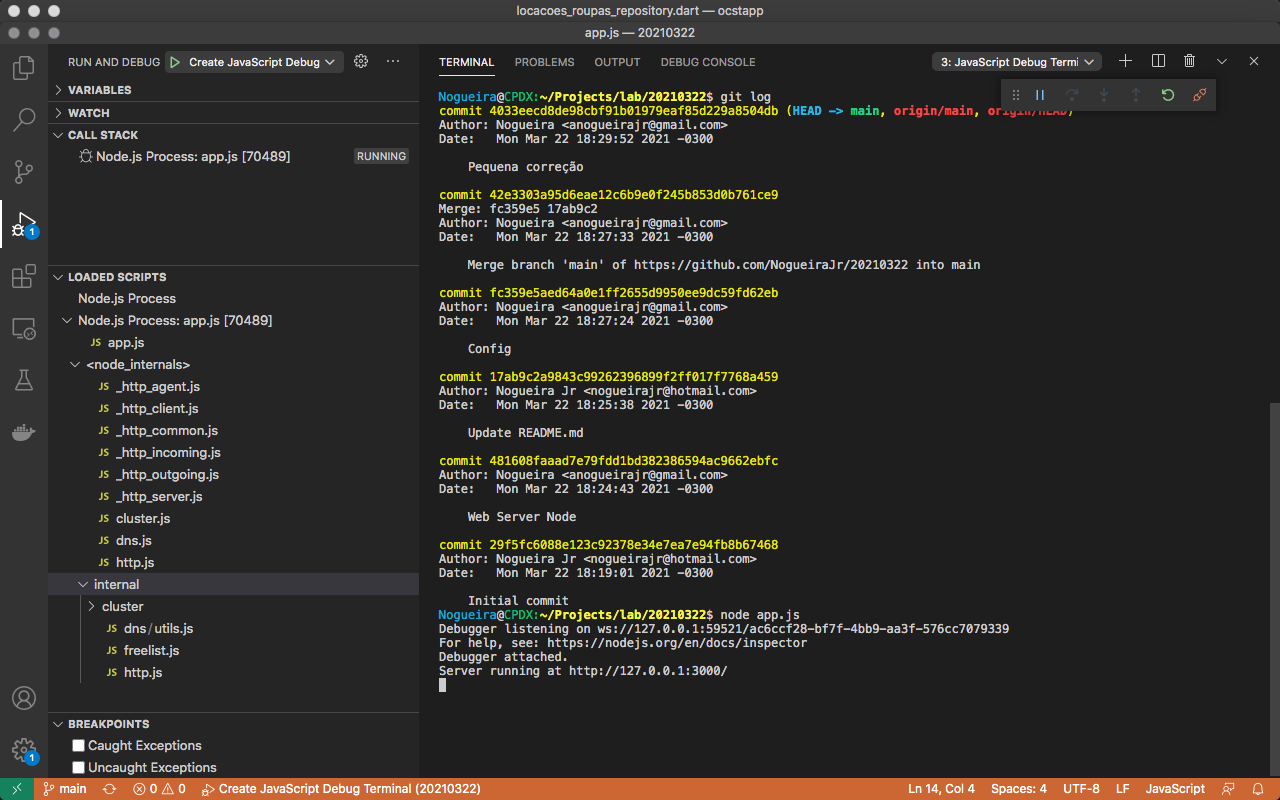 locacoes_roupas_repository.dart — ocstapp
app.js — 20210322
RUN AND DEBUG
Create JavaScript Debug
VARIABLES
WATCH
CALL STACK
Node.js Process: app.js [70489]
RUNNING
1
LOADED SCRIPTS
Node.js Process
Node.js Process: app.js [70489]
JS app.js
<node_internals>
JS _http_agent.js
JS _http_client.js
JS _http_common.js
JS _http_incoming.js
JS _http_outgoing.js
JS _http_server.js
JS cluster.js
JS dns.js
JS http.js
internal
cluster
JS dns/utils.js
JS freelist.js
JS http.js
BREAKPOINTS
Caught Exceptions
Uncaught Exceptions
1
TERMINAL PROBLEMS OUTPUT DEBUG CONSOLE
3: JavaScript Debug Termi
Nogueira@CPDX:~/Projects/lab/20210322$ git log
commit 4033eecd8de98cbf91b01979eaf85d229a8504db (HEAD -> main, origin/main, origin/HEAD)
Author: Nogueira <anogueirajr@gmail.com>
Date:   Mon Mar 22 18:29:52 2021 -0300
Pequena correção
commit 42e3303a95d6eae12c6b9e0f245b853d0b761ce9
Merge: fc359e5 17ab9c2
Author: Nogueira <anogueirajr@gmail.com>
Date:   Mon Mar 22 18:27:33 2021 -0300
Merge branch 'main' of https://github.com/NogueiraJr/20210322 into main
commit fc359e5aed64a0e1ff2655d9950ee9dc59fd62eb
Author: Nogueira <anogueirajr@gmail.com>
Date:   Mon Mar 22 18:27:24 2021 -0300
Config
commit 17ab9c2a9843c99262396899f2ff017f7768a459
Author: Nogueira Jr <nogueirajr@hotmail.com>
Date:   Mon Mar 22 18:25:38 2021 -0300
Update README.md
commit 481608faaad7e79fdd1bd382386594ac9662ebfc
Author: Nogueira <anogueirajr@gmail.com>
Date:   Mon Mar 22 18:24:43 2021 -0300
Web Server Node
commit 29f5fc6088e123c92378e34e7ea7e94fb8b67468
Author: Nogueira Jr <nogueirajr@hotmail.com>
Date:   Mon Mar 22 18:19:01 2021 -0300
Initial commit
Nogueira@CPDX:~/Projects/lab/20210322$ node app.js
Debugger listening on ws://127.0.0.1:59521/ac6ccf28-bf7f-4bb9-aa3f-576cc7079339
For help, see: https://nodejs.org/en/docs/inspector
Debugger attached.
Server running at http://127.0.0.1:3000/
main 0 0 Create JavaScript Debug Terminal (20210322) Ln 14, Col 4 Spaces: 4 UTF-8 LF JavaScript